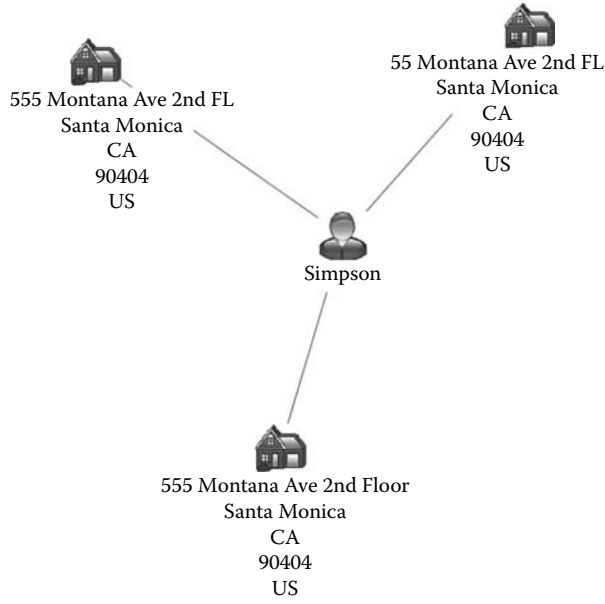 555 Montana Ave 2nd FL
Santa Monica
CA
90404
US
55 Montana Ave 2nd FL
Santa Monica
CA
90404
US
Simpson
555 Montana Ave 2nd Floor
Santa Monica
CA
90404
US